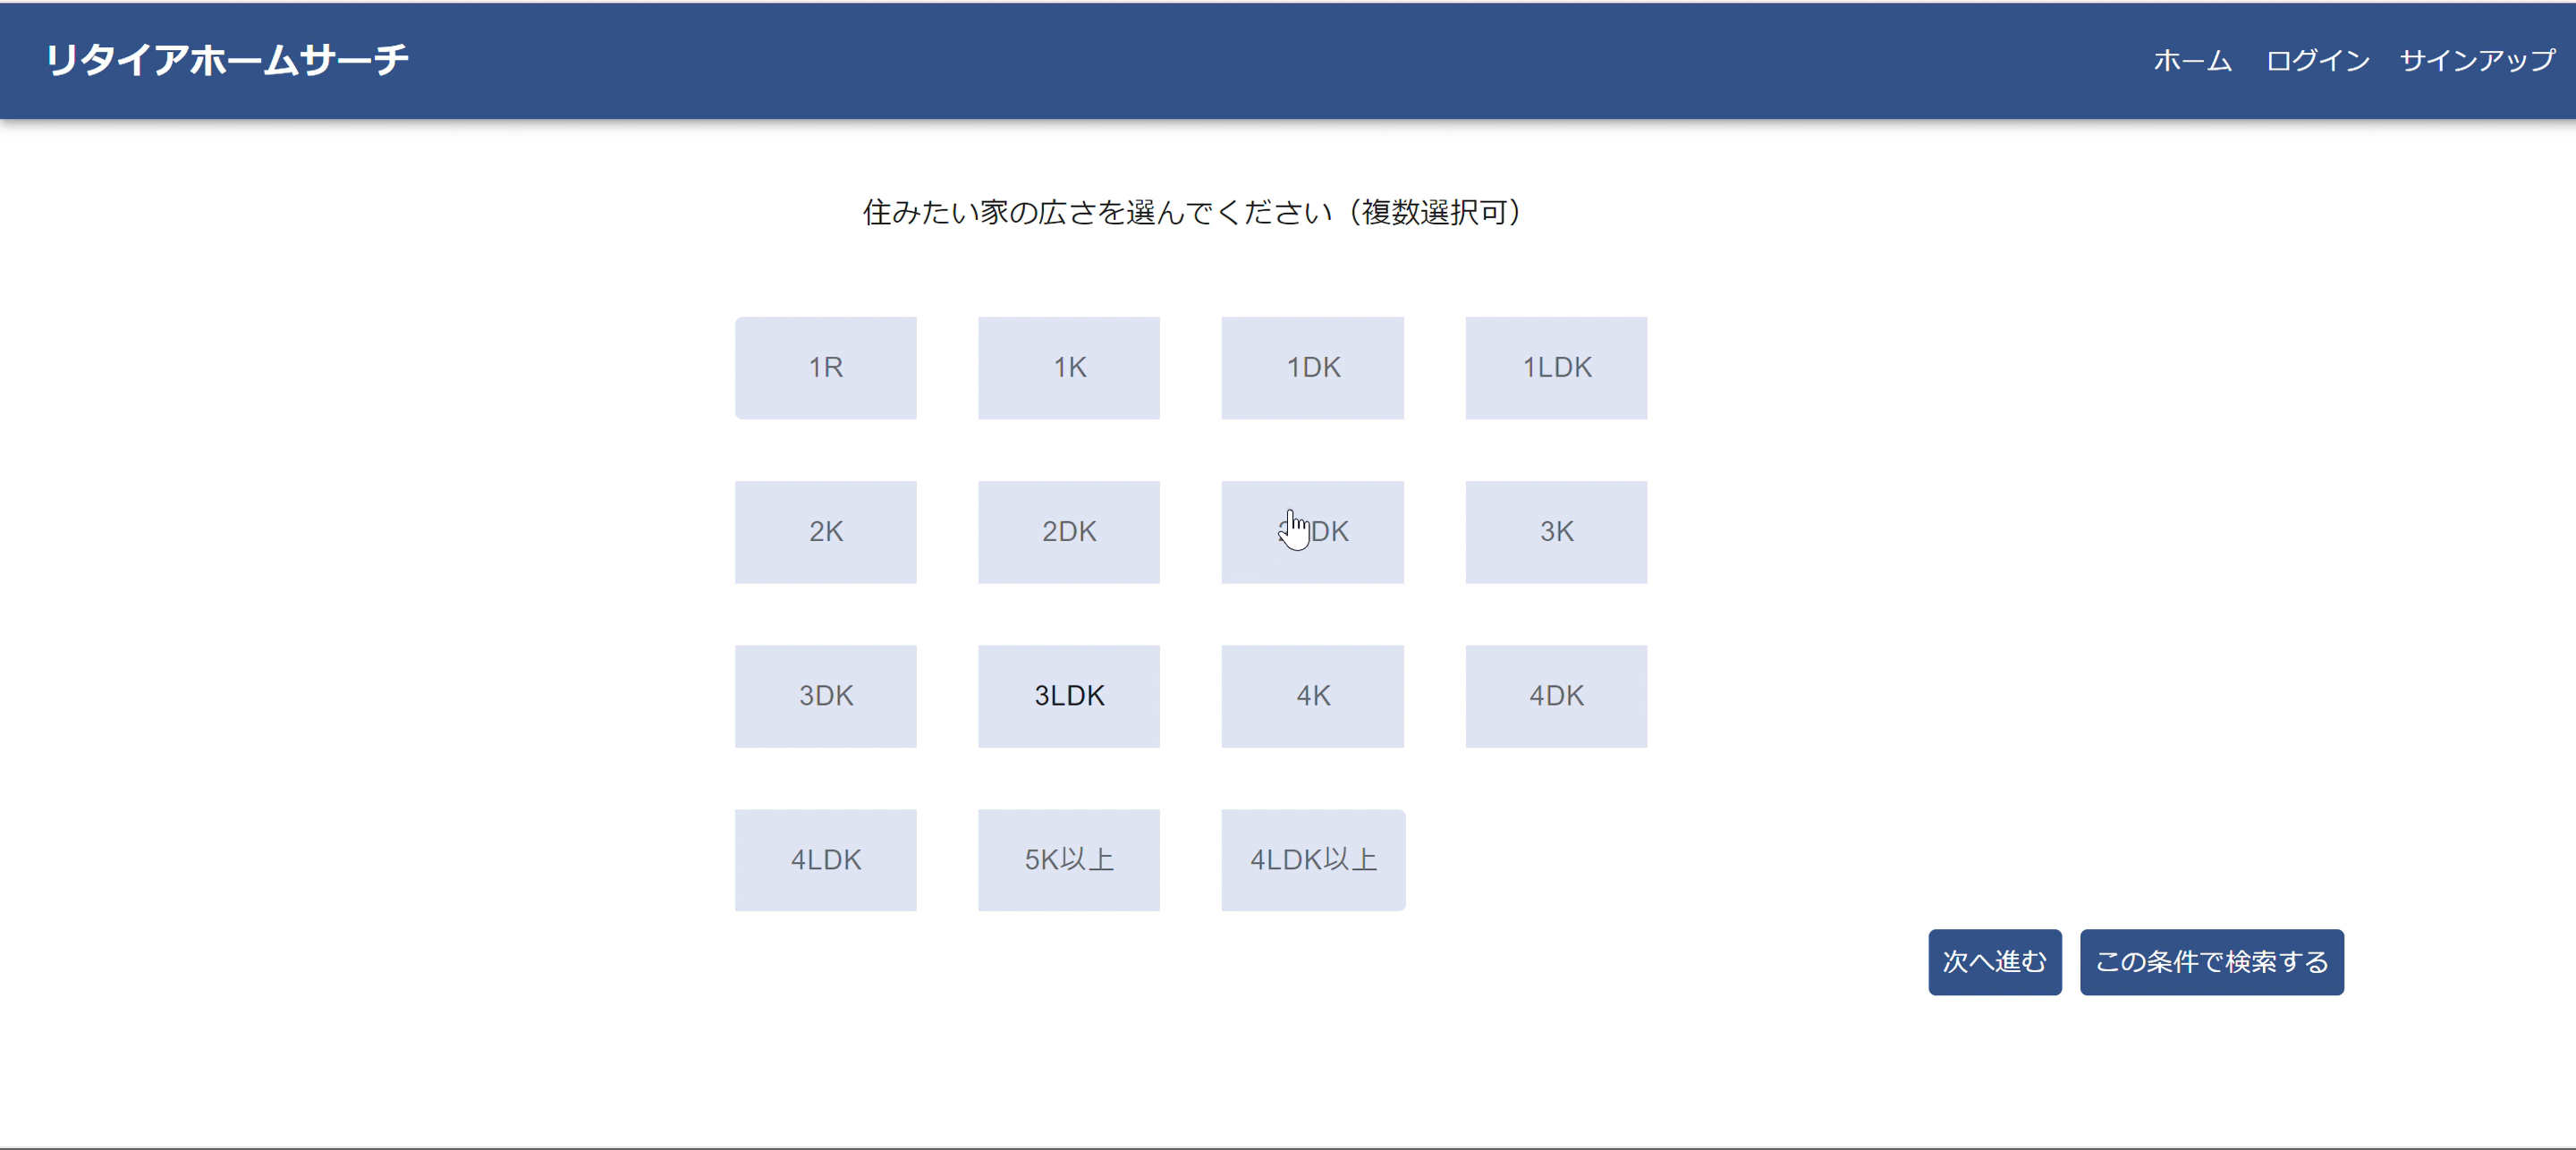 リタイアホームサーチ
ホーム ログイン サインアップ
住みたい家の広さを選んでください（複数選択可）
1R 1K 1DK 1LDK
2K 2DK 3K
3DK 3LDK 4K 4DK
4LDK 5K以上 4LDK以上
次へ進む この条件で検索する